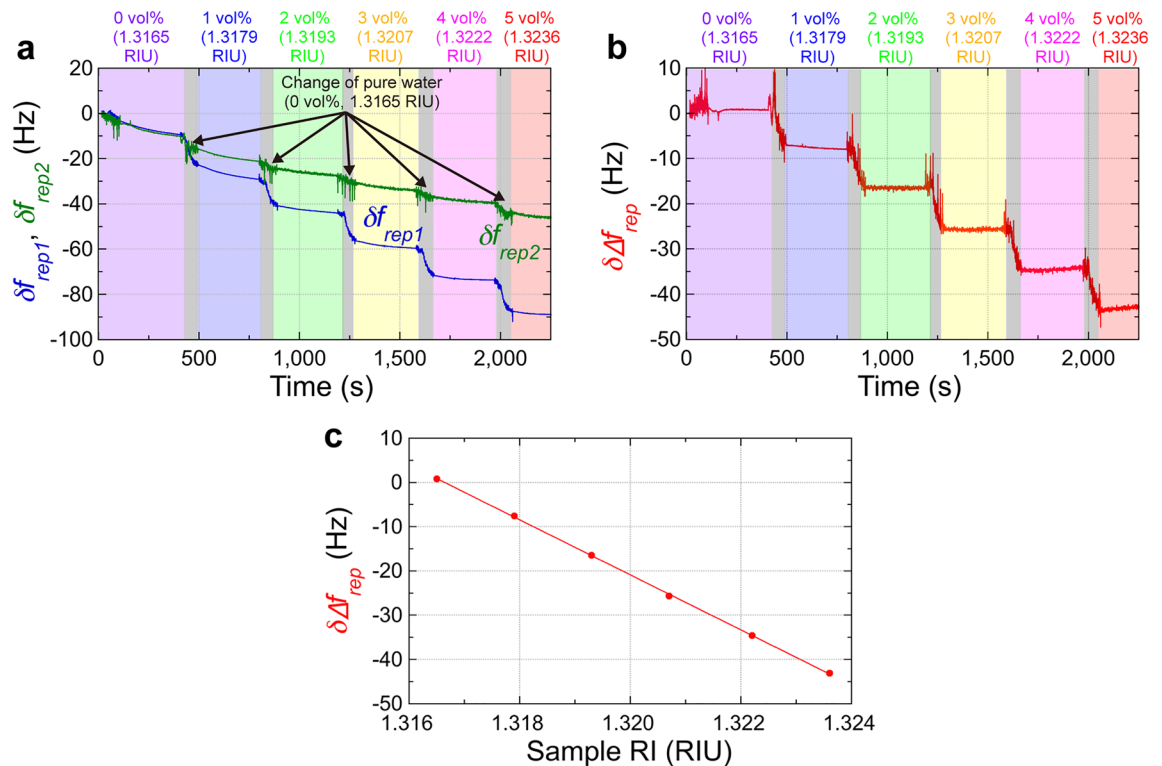 a
0 vol%
(1.3165
RIU)
1 vol%
(1.3179
RIU)
2 vol%
(1.3193
RIU)
3 vol%
(1.3207
RIU)
4 vol%
(1.3222
RIU)
5 vol%
(1.3236
RIU)
Change of pure water
(0 vol%, 1.3165 RIU)
δf_rep1, δf_rep2 (Hz)
20
0
-20
-40
-60
-80
-100
δf_rep1
δf_rep2
0 500 1,000 1,500 2,000
Time (s)
b
0 vol%
(1.3165
RIU)
1 vol%
(1.3179
RIU)
2 vol%
(1.3193
RIU)
3 vol%
(1.3207
RIU)
4 vol%
(1.3222
RIU)
5 vol%
(1.3236
RIU)
δΔf_rep (Hz)
10
0
-10
-20
-30
-40
-50
0 500 1,000 1,500 2,000
Time (s)
c
δΔf_rep (Hz)
10
0
-10
-20
-30
-40
-50
1.316 1.318 1.320 1.322 1.324
Sample RI (RIU)